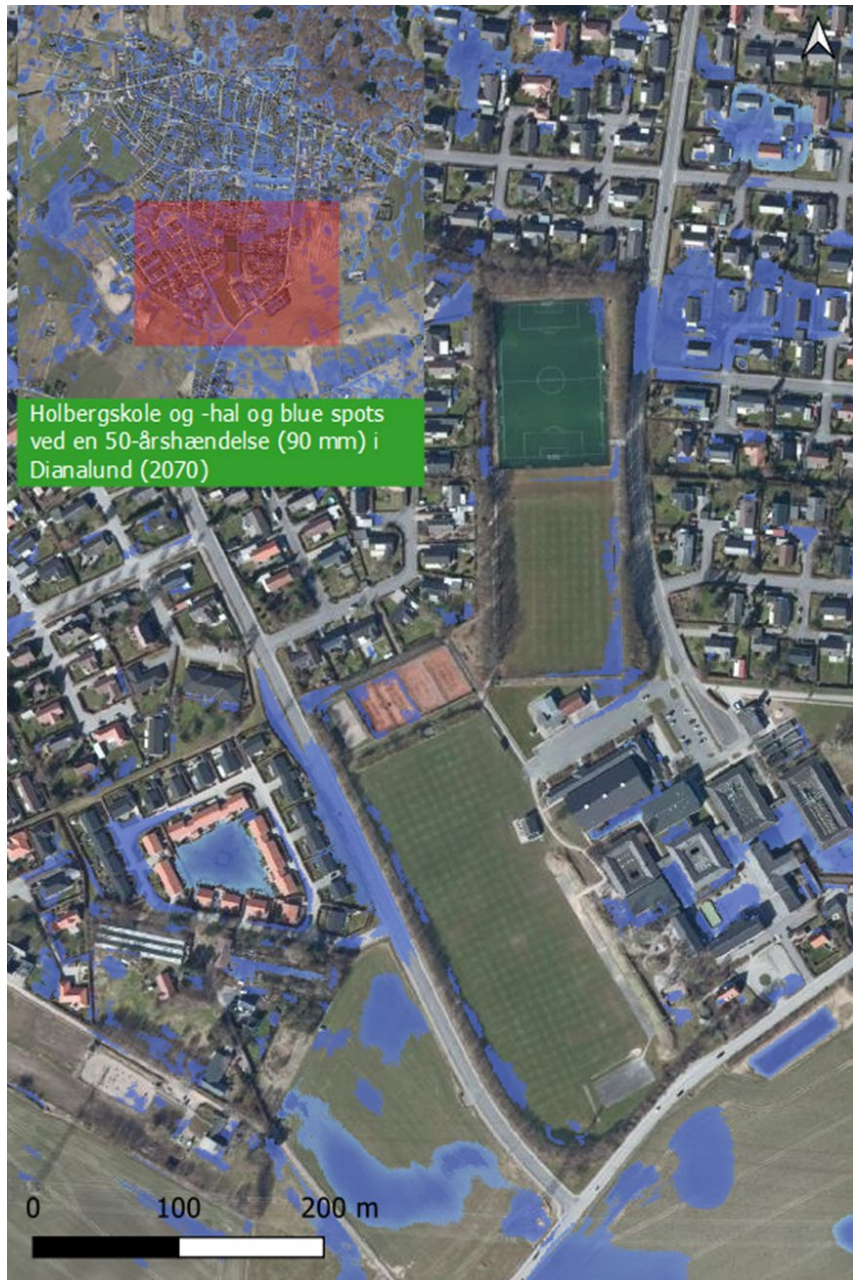 Holbergskole og -hal og blue spots
ved en 50-årshændelse (90 mm) i
Dianalund (2070)
0 100 200 m